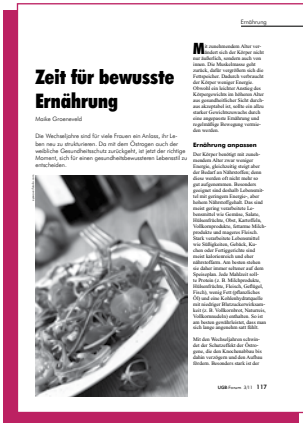 Ernährung
Zeit für bewusste
Ernährung
Maike Groeneveld
Die Wechseljahre sind für viele Frauen ein Anlass, ihr Le-
ben neu zu strukturieren. Da mit dem Östrogen auch der
weibliche Gesundheitsschutz zurückgeht, ist jetzt der richtige
Moment, sich für einen gesundheitsbewussteren Lebensstil zu
entscheiden.
Mit zunehmendem Alter ver-
ändert sich der Körper nicht
nur äußerlich, sondern auch von
innen. Die Muskelmasse geht
zurück, dafür vergrößern sich die
Fettspeicher. Dadurch verbraucht
der Körper weniger Energie.
Obwohl ein leichter Anstieg des
Körpergewichts im höheren Alter
aus gesundheitlicher Sicht durch-
aus akzeptabel ist, sollte ein allzu
starker Gewichtszuwachs durch
eine angepasste Ernährung und
regelmäßige Bewegung vermie-
den werden.
Ernährung anpassen
Der Körper benötigt mit zuneh-
mendem Alter zwar weniger
Energie, gleichzeitig steigt aber
der Bedarf an Nährstoffen; denn
diese werden oft nicht mehr so
gut aufgenommen. Besonders
geeignet sind deshalb Lebensmit-
tel mit geringem Energie-, aber
hohem Nährstoffgehalt. Das sind
meist gering verarbeitete Le-
bensmittel wie Gemüse, Salate,
Hülsenfrüchte, Obst, Kartoffeln,
Vollkornprodukte, fettarme Milch-
produkte und mageres Fleisch.
Stark verarbeitete Lebensmittel
wie Süßigkeiten, Gebäck, Ku-
chen oder Fertiggerichte sind
meist kalorienreich und eher
nährstoffarm. Am besten stehen
sie daher immer seltener auf dem
Speiseplan. Jede Mahlzeit soll-
te Protein (z. B. Milchprodukte,
Hülsenfrüchte, Fleisch, Geflügel,
Fisch), wenig Fett (pflanzliches
Öl) und eine Kohlenhydratquelle
mit niedriger Blutzuckerwirksam-
keit (z. B. Vollkornbrot, Naturreis,
Vollkornnudeln) enthalten. So ist
am besten gewährleistet, dass man
sich lange angenehm satt fühlt.
Mit den Wechseljahren schwin-
det der Schutzeffekt der Östro-
gene, die den Knochenabbau bis
dahin verzögern und den Aufbau
fördern. Besonders stark ist der
UGB-Forum 3/11 117